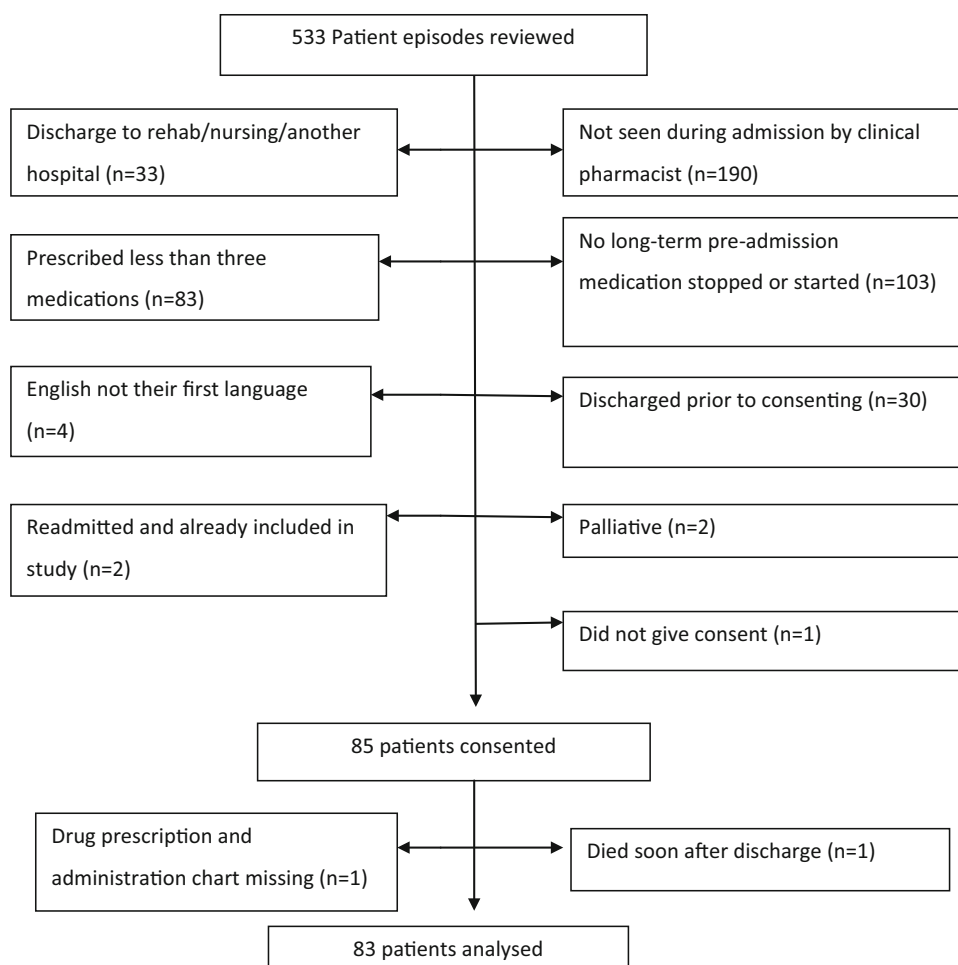 533 Patient episodes reviewed
Discharge to rehab/nursing/another
hospital (n=33)
Not seen during admission by clinical
pharmacist (n=190)
Prescribed less than three
medications (n=83)
No long-term pre-admission
medication stopped or started (n=103)
English not their first language
(n=4)
Discharged prior to consenting (n=30)
Readmitted and already included in
study (n=2)
Palliative (n=2)
Did not give consent (n=1)
85 patients consented
Drug prescription and
administration chart missing (n=1)
Died soon after discharge (n=1)
83 patients analysed